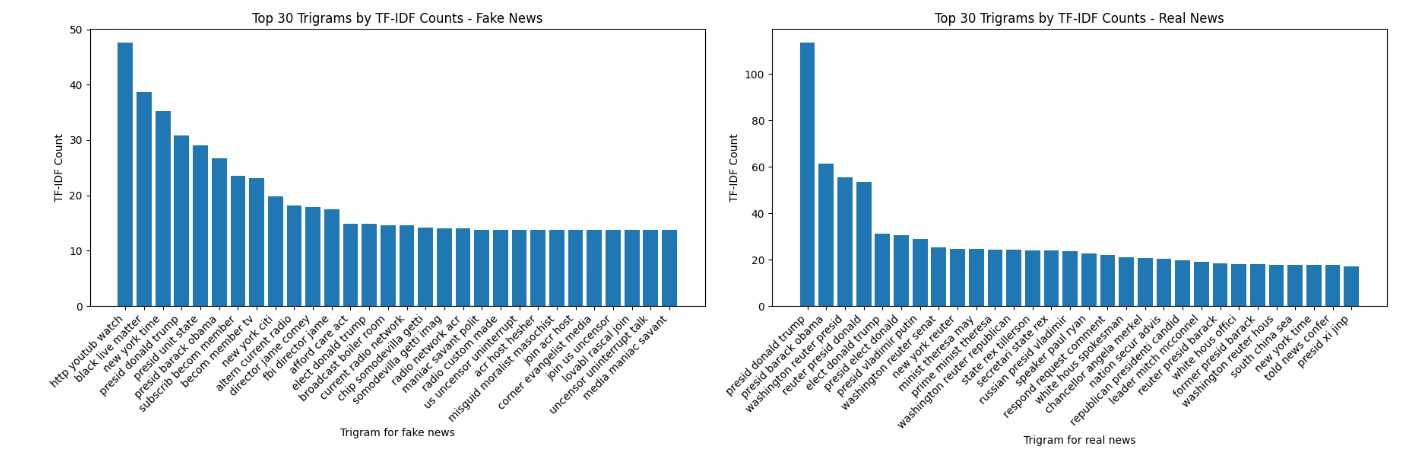 Top 30 Trigrams by TF-IDF Counts - Fake News
TF-IDF Count
50
40
30
20
10
0
http youtub watch
black live matter
new york time
presid donald trump
presid unit state
presid barack obama
subscrib becom member
becom member tv
new york citi
altern current radio
director jame comey
fbi director jame
afford care act
elect donald trump
broadcast boiler room
current radio network
chip somodevilla getti
somodevilla getti imag
radio network acr
maniac savant polit
radio custom made
us uncensor uninterrupt
acr host hesher
misguid moralist masochist
join acr host
corner evangelist media
join us uncensor
lovabl rascal join
uncensor uninterrupt talk
media maniac savant
Trigram for fake news
Top 30 Trigrams by TF-IDF Counts - Real News
TF-IDF Count
100
80
60
40
20
0
presid donald trump
presid barack obama
washington reuter presid
reuter presid donald
elect donald trump
presid elect donald
presid vladimir putin
washington reuter senat
new york reuter
minist theresa may
prime minist theresa
washington reuter republican
state rex tillerson
secretari state rex
russian presid vladimir
speaker paul ryan
respond request comment
white hous spokesman
chancellor angela merkel
nation secur advis
republican presidenti candid
leader mitch mcconnel
reuter presid barack
white hous offici
former presid barack
washington reuter hous
south china sea
new york time
told news confer
presid xi jinp
Trigram for real news